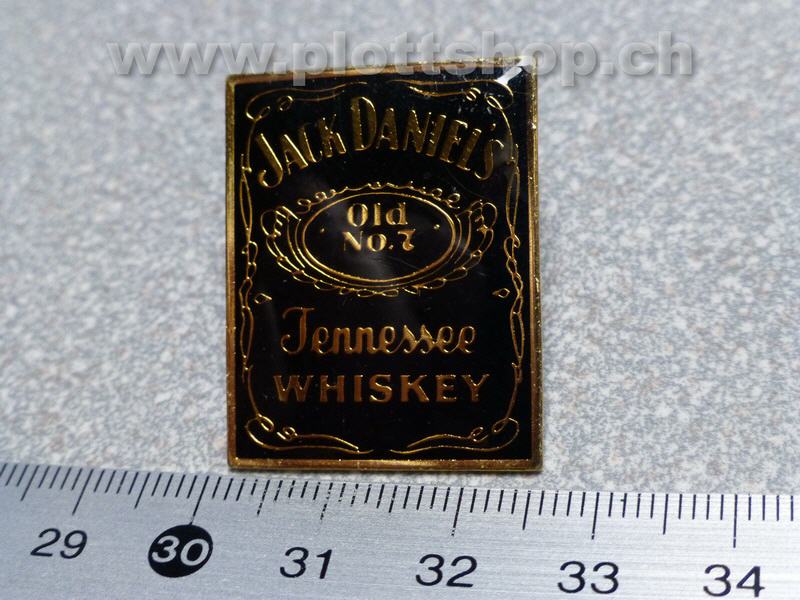 www.plottshop.ch
JACK DANIEL'S
Old
No.7
Tennessee
WHISKEY
29 30 31 32 33 34